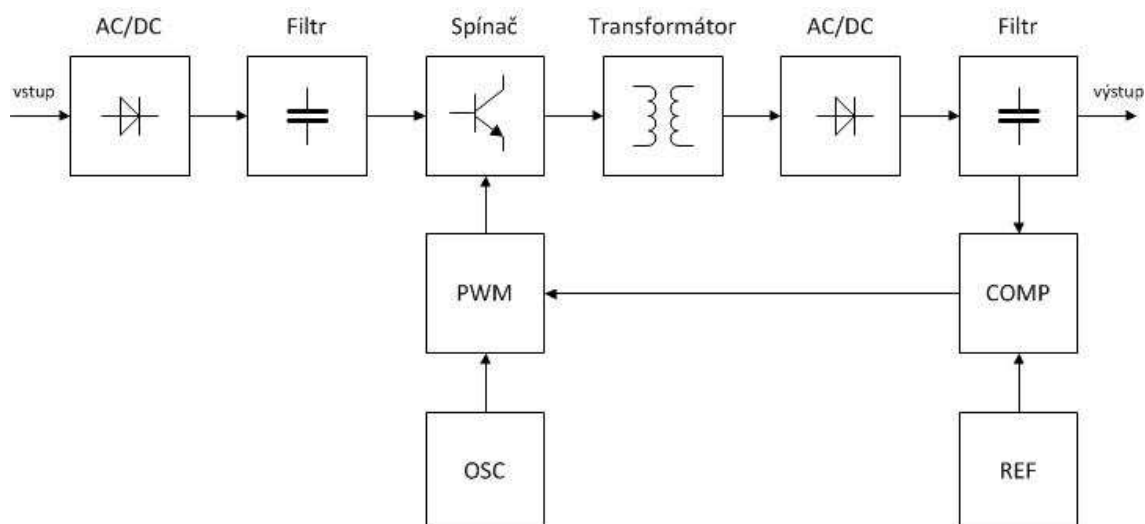 AC/DC
Filtr
Spínač
Transformátor
AC/DC
Filtr
vstup
výstup
PWM
COMP
OSC
REF